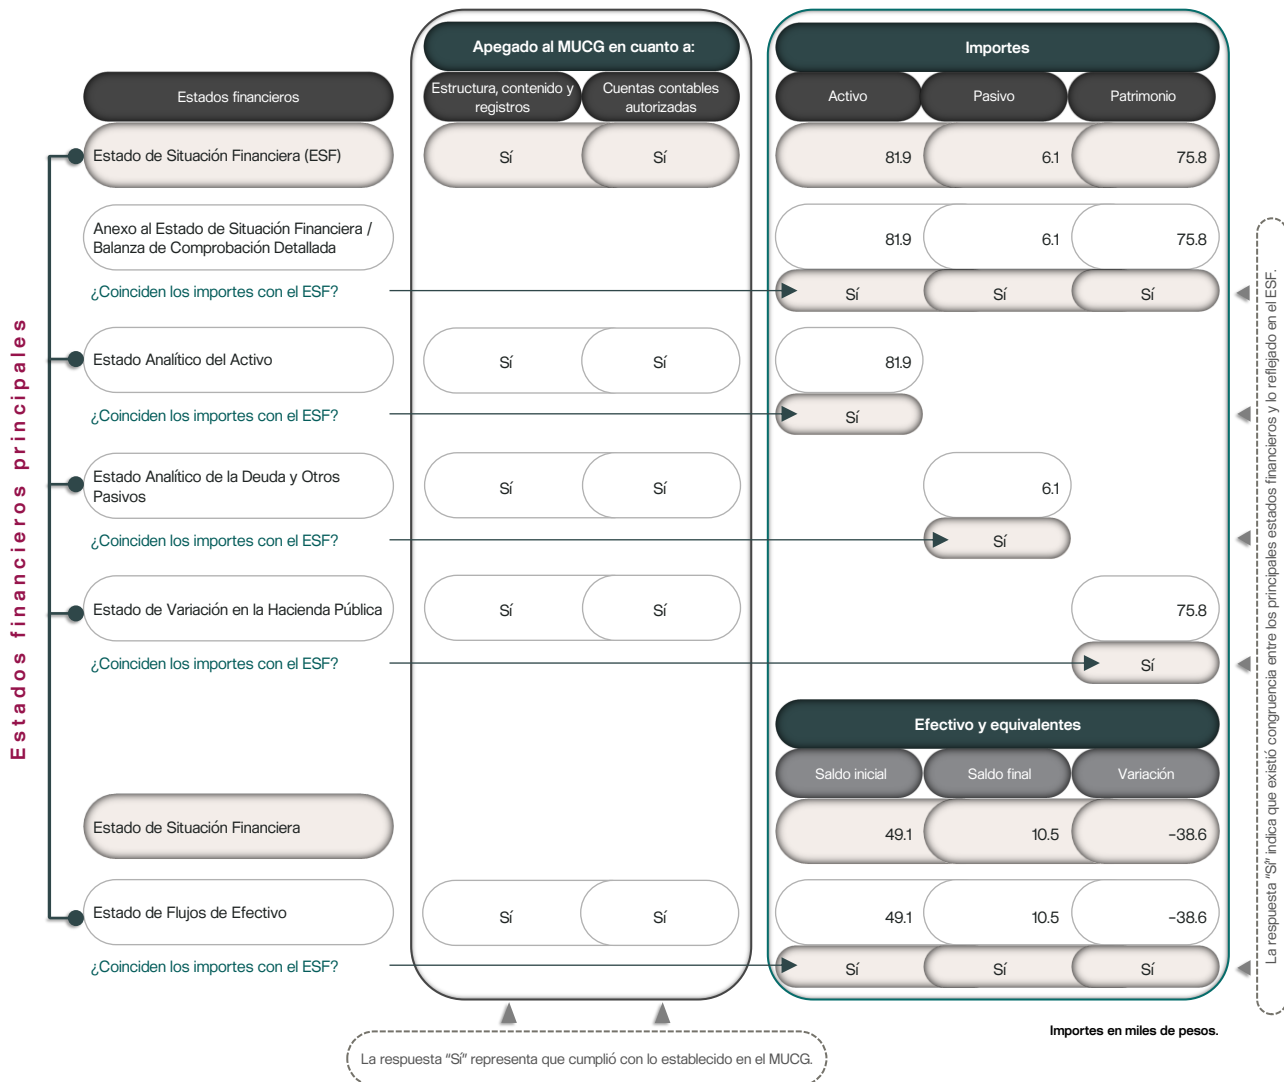 Apegado al MUCG en cuanto a:
Importes
Estados financieros
Estructura, contenido y
registros
Cuentas contables
autorizadas
Activo
Pasivo
Patrimonio
Estado de Situación Financiera (ESF)
Sí
Sí
81.9
6.1
75.8
Anexo al Estado de Situación Financiera /
Balanza de Comprobación Detallada
81.9
6.1
75.8
¿Coinciden los importes con el ESF?
Sí
Sí
Sí
Estado Analítico del Activo
Sí
Sí
81.9
¿Coinciden los importes con el ESF?
Sí
Estado Analítico de la Deuda y Otros
Pasivos
Sí
Sí
6.1
¿Coinciden los importes con el ESF?
Sí
Estado de Variación en la Hacienda Pública
Sí
Sí
75.8
¿Coinciden los importes con el ESF?
Sí
Efectivo y equivalentes
Saldo inicial
Saldo final
Variación
Estado de Situación Financiera
49.1
10.5
-38.6
Estado de Flujos de Efectivo
Sí
Sí
49.1
10.5
-38.6
¿Coinciden los importes con el ESF?
Sí
Sí
Sí
Estados financieros principales
La respuesta "Sí" indica que existió congruencia entre los principales estados financieros y lo reflejado en el ESF.
Importes en miles de pesos.
La respuesta "Sí" representa que cumplió con lo establecido en el MUCG.